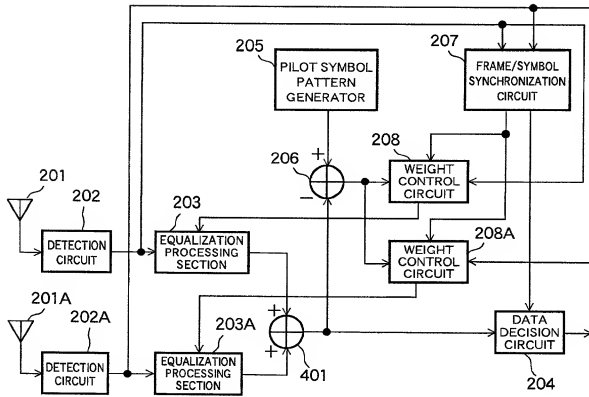 205
PILOT SYMBOL
PATTERN
GENERATOR
207
FRAME/SYMBOL
SYNCHRONIZATION
CIRCUIT
+
206
−
208
WEIGHT
CONTROL
CIRCUIT
201
202
DETECTION
CIRCUIT
203
EQUALIZATION
PROCESSING
SECTION
WEIGHT
CONTROL
CIRCUIT
208A
201A
202A
DETECTION
CIRCUIT
203A
EQUALIZATION
PROCESSING
SECTION
+
+
401
DATA
DECISION
CIRCUIT
204